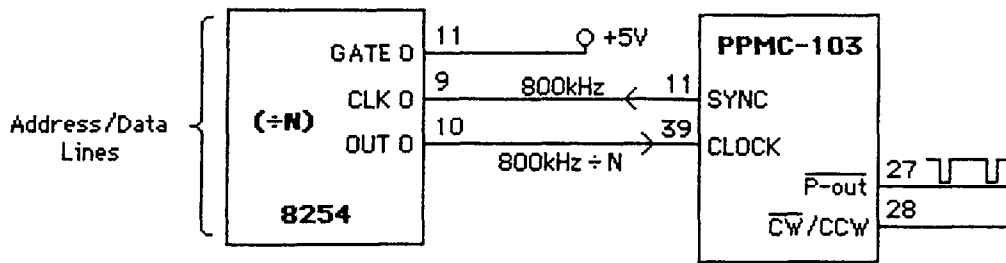 Address/Data
Lines
(÷N)
8254
GATE 0
CLK 0
OUT 0
11
9
10
+5V
800kHz
800kHz ÷ N
PPMC-103
11
39
SYNC
CLOCK
P-out
CW/CCW
27
28